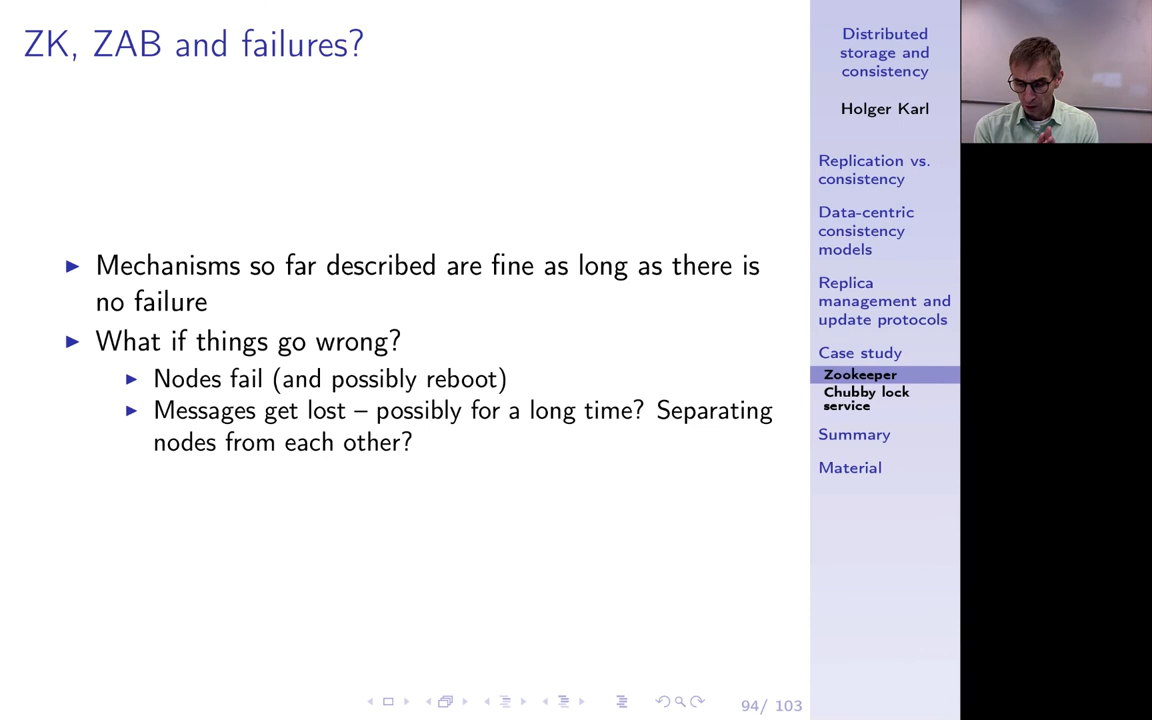 ZK, ZAB and failures?
▶ Mechanisms so far described are fine as long as there is
no failure
▶ What if things go wrong?
▶ Nodes fail (and possibly reboot)
▶ Messages get lost – possibly for a long time? Separating
nodes from each other?
94/ 103
Distributed
storage and
consistency
Holger Karl
Replication vs.
consistency
Data-centric
consistency
models
Replica
management and
update protocols
Case study
Zookeeper
Chubby lock
service
Summary
Material